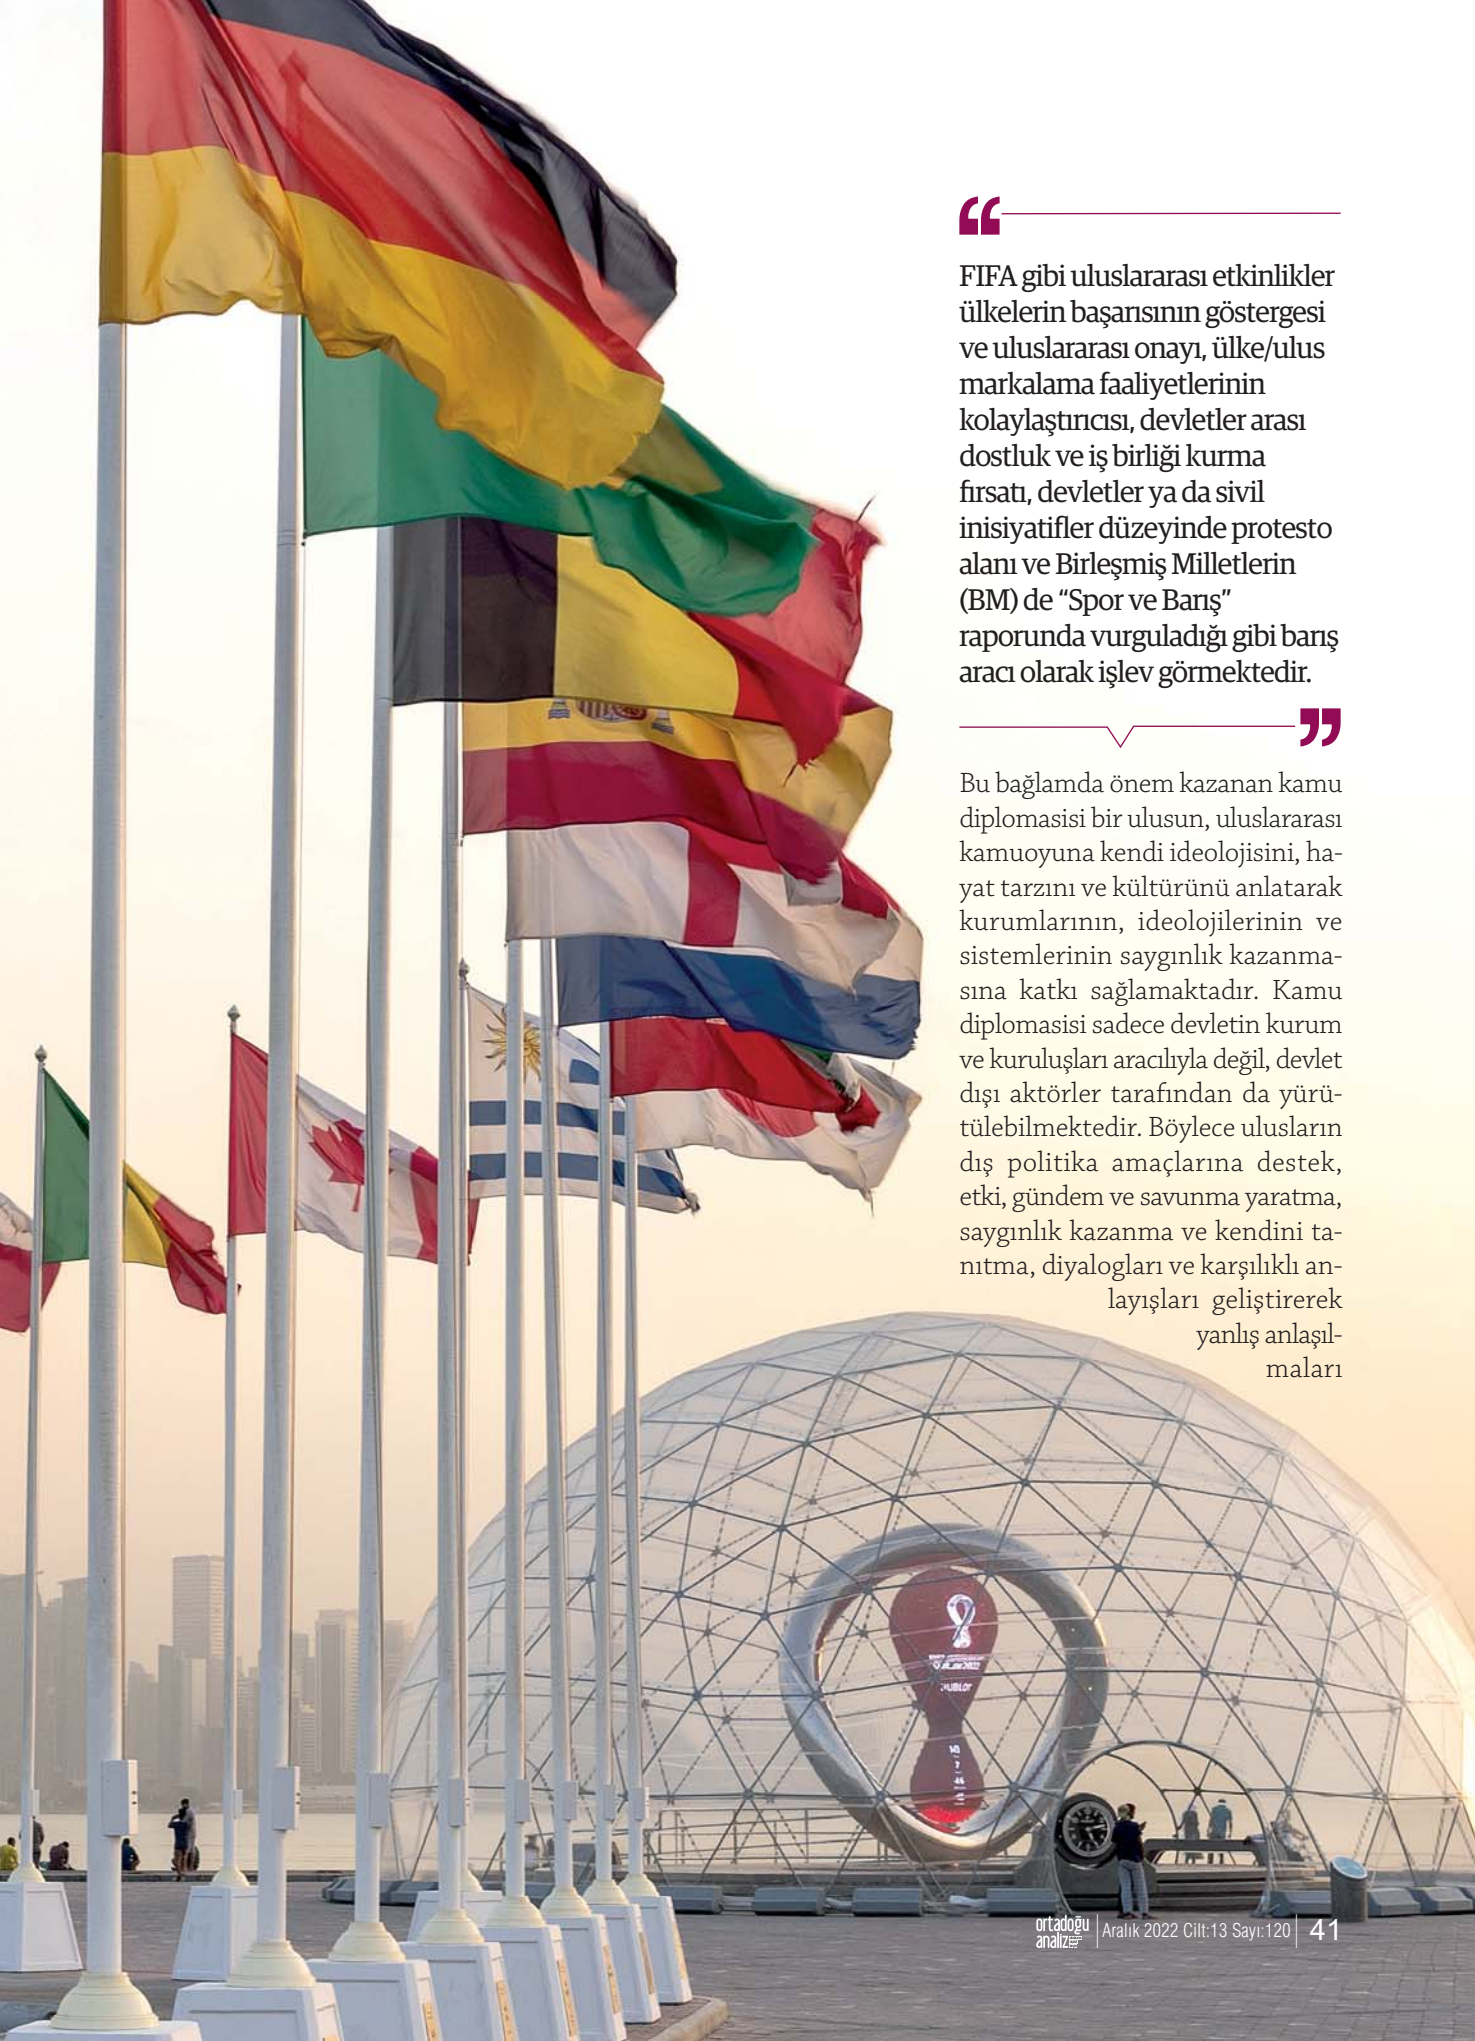 “
FIFA gibi uluslararası etkinlikler
ülkelerin başarısının göstergesi
ve uluslararası onayı, ülke/ulus
markalama faaliyetlerinin
kolaylaştırıcısı, devletler arası
dostluk ve iş birliği kurma
fırsatı, devletler ya da sivil
inisiyatifler düzeyinde protesto
alanı ve Birleşmiş Milletlerin
(BM) de “Spor ve Barış”
raporunda vurguladığı gibi barış
aracı olarak işlev görmektedir.
”
Bu bağlamda önem kazanan kamu
diplomasisi bir ulusun, uluslararası
kamuoyuna kendi ideolojisini, ha-
yat tarzını ve kültürünü anlatarak
kurumlarının, ideolojilerinin ve
sistemlerinin saygınlık kazanma-
sına katkı sağlamaktadır. Kamu
diplomasisi sadece devletin kurum
ve kuruluşları aracılıyla değil, devlet
dışı aktörler tarafından da yürü-
tülebilmektedir. Böylece ulusların
dış politika amaçlarına destek,
etki, gündem ve savunma yaratma,
saygınlık kazanma ve kendini ta-
nıtma, diyalogları ve karşılıklı an-
layışları geliştirerek
yanlış anlaşıl-
maları
HUBLOT
ortadoğu
analiz
Aralık 2022 Cilt:13 Sayı:120 41